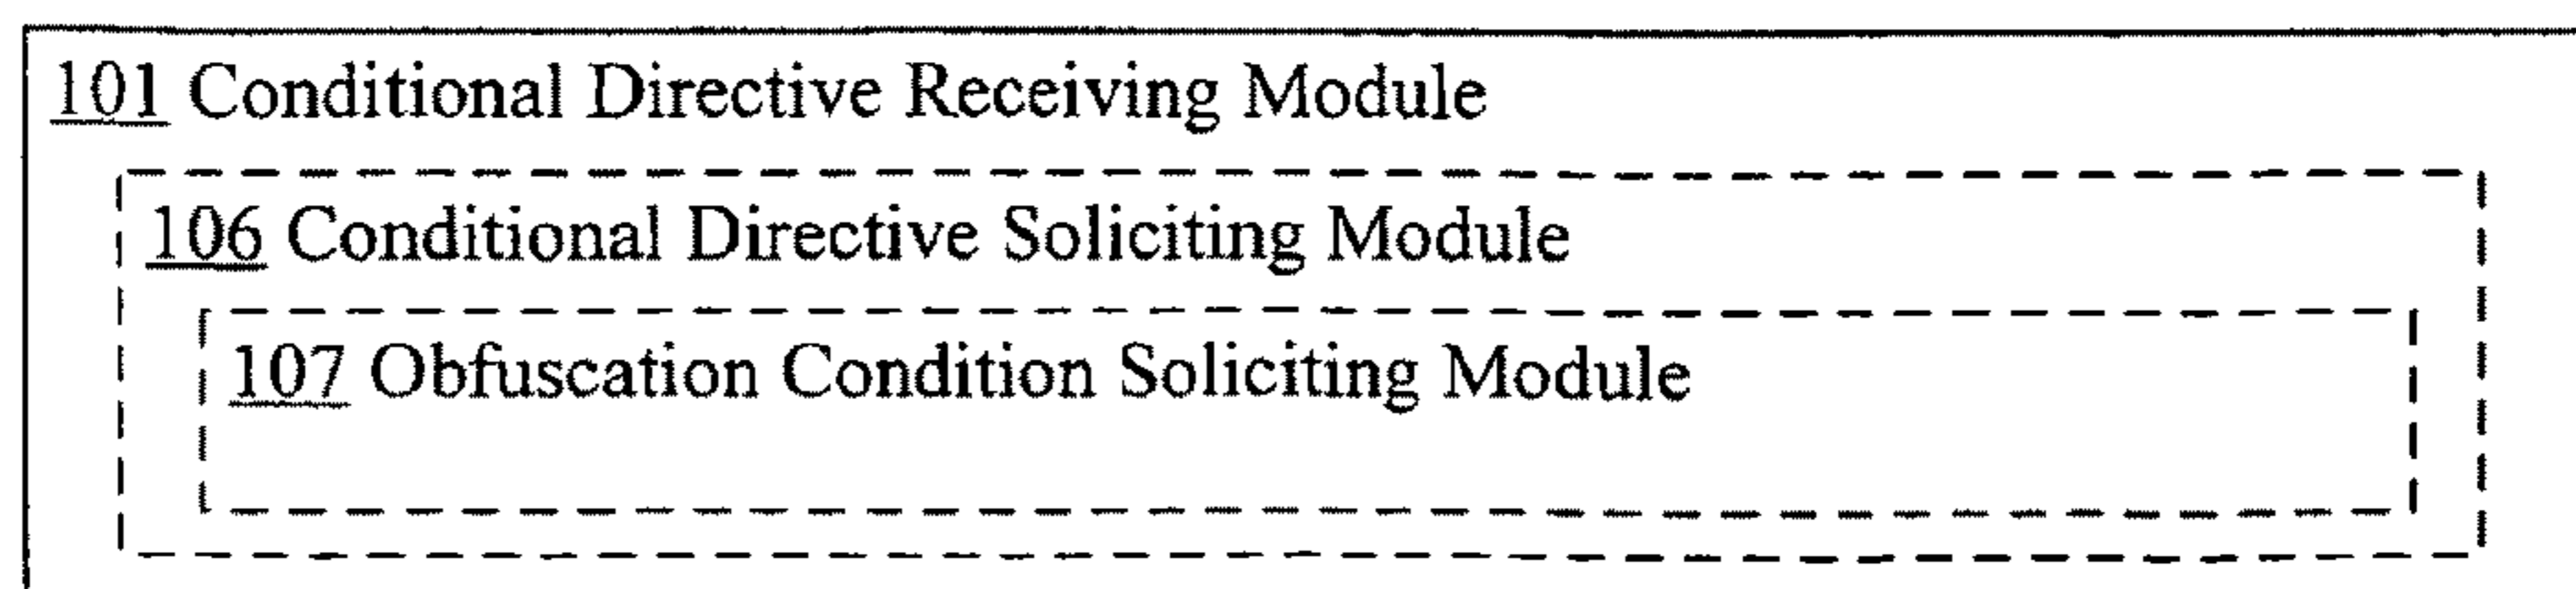 101 Conditional Directive Receiving Module
106 Conditional Directive Soliciting Module
107 Obfuscation Condition Soliciting Module